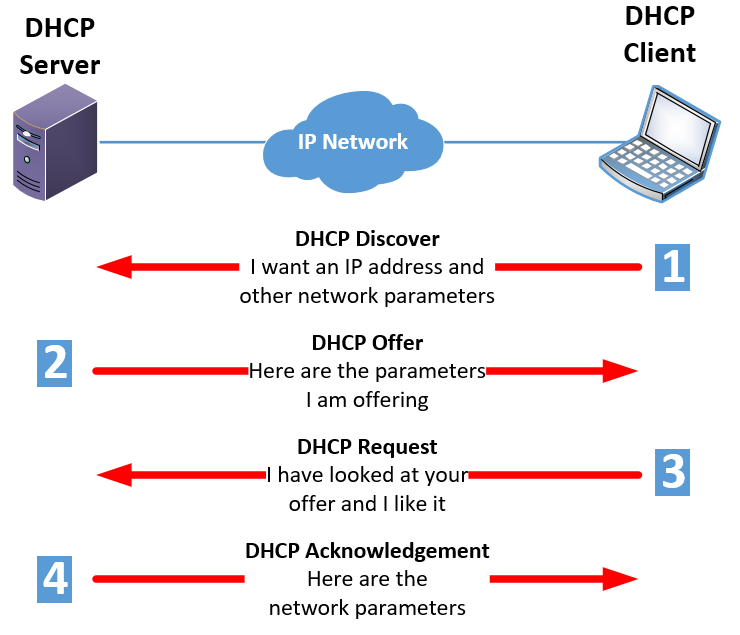 DHCP
Server
DHCP
Client
IP Network
DHCP Discover
I want an IP address and
other network parameters
1
DHCP Offer
2
Here are the parameters
I am offering
DHCP Request
I have looked at your
offer and I like it
3
DHCP Acknowledgement
4
Here are the
network parameters